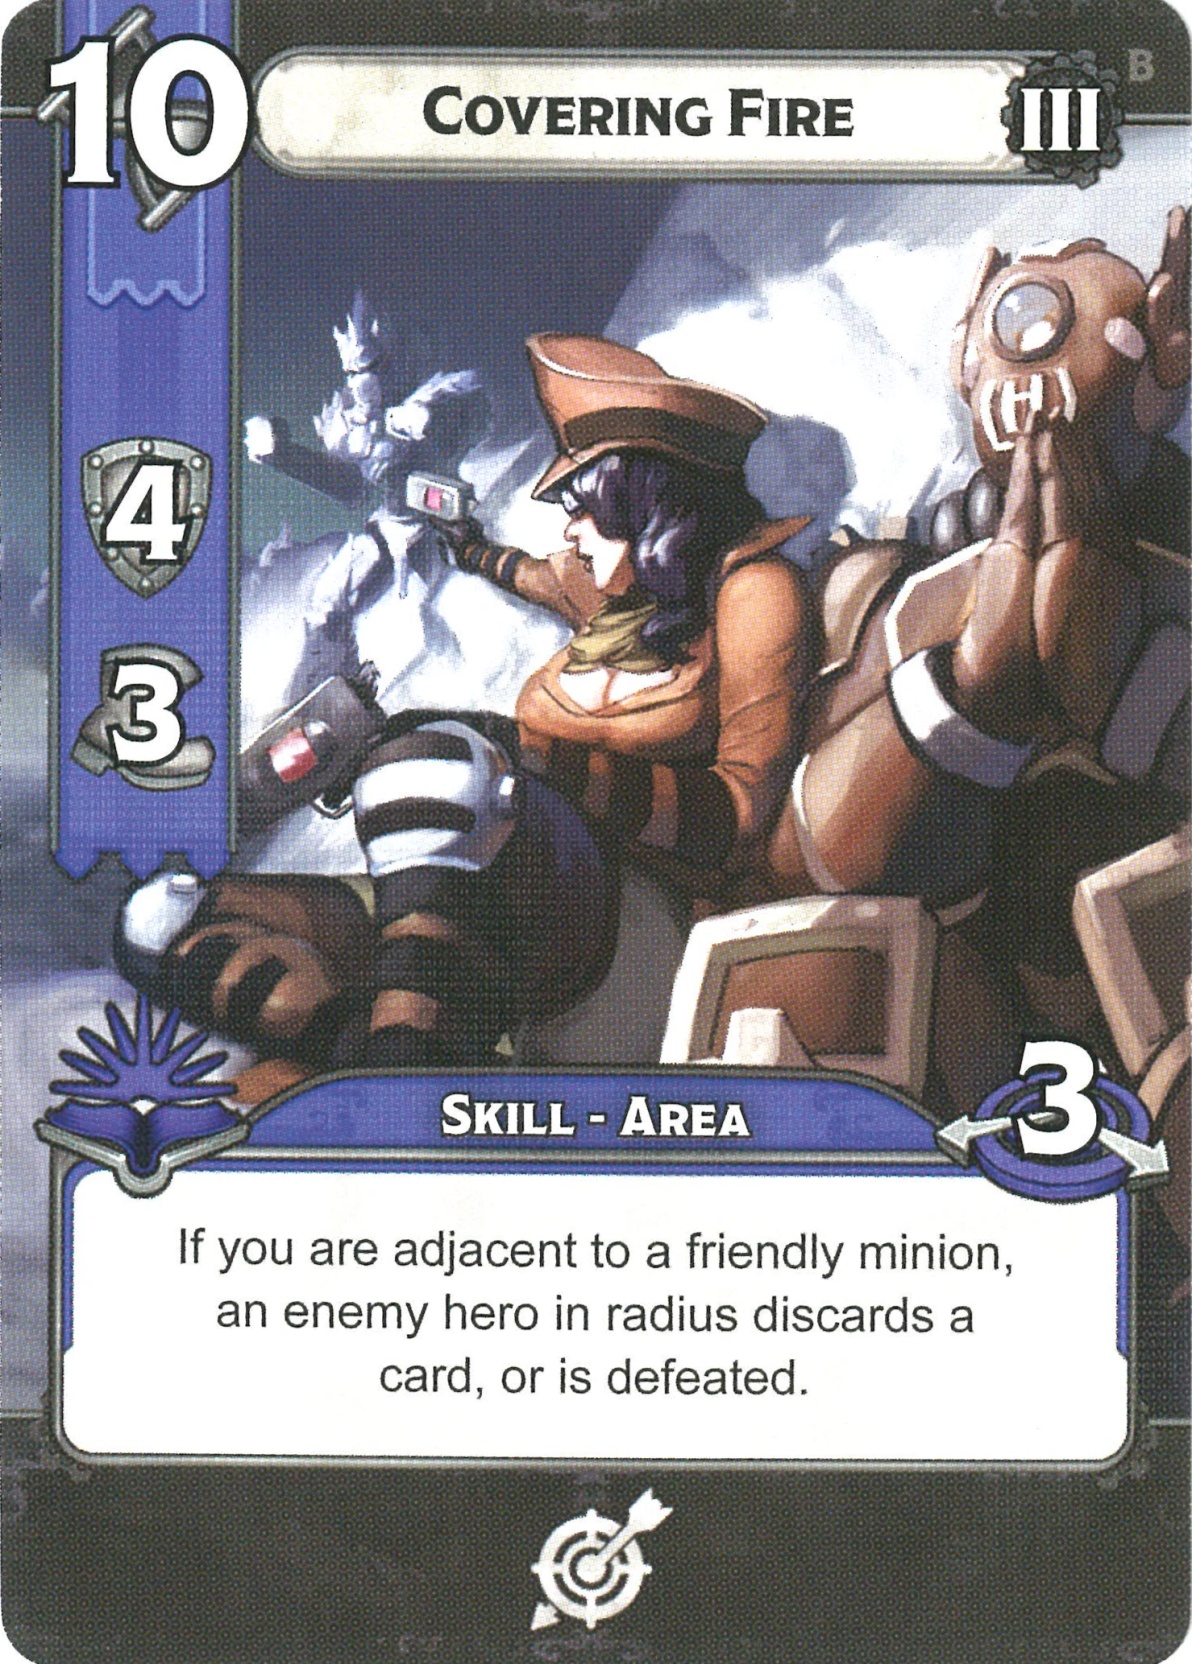 10
COVERING FIRE
III
B
4
3
H
SKILL - AREA
3
If you are adjacent to a friendly minion,
an enemy hero in radius discards a
card, or is defeated.